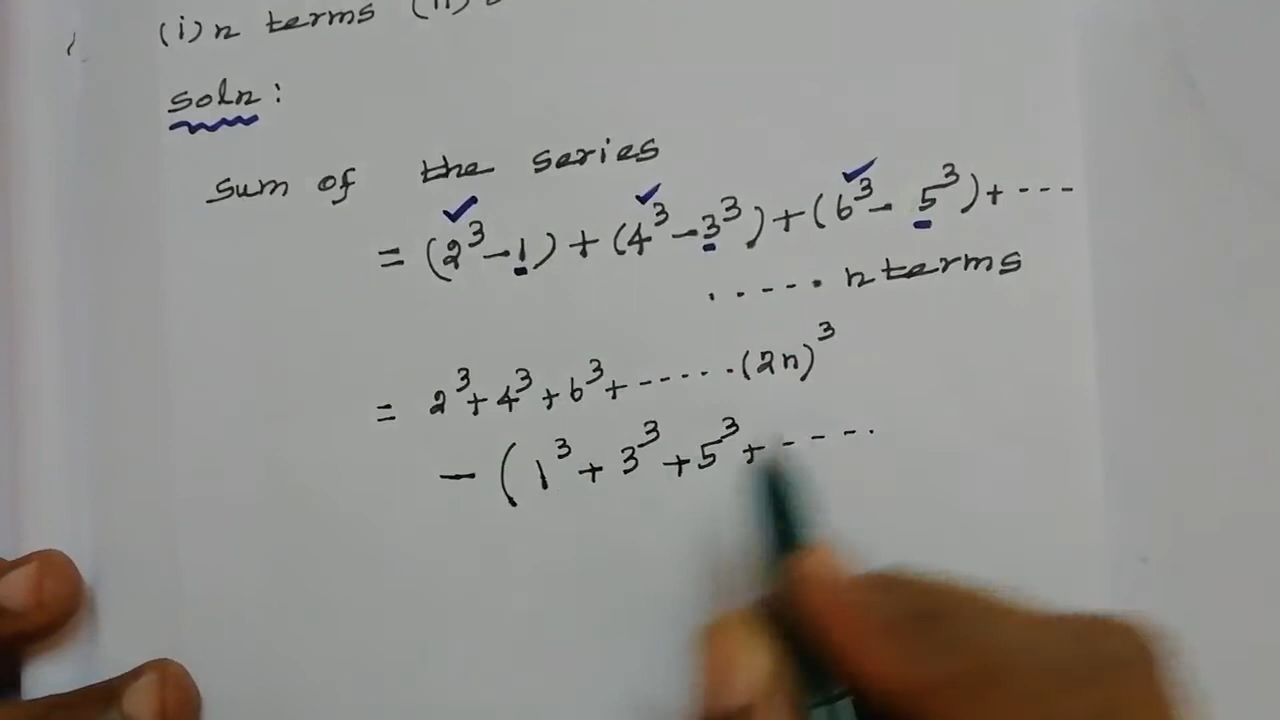 (i) n terms (ii)
soln:
sum of the series
= (2³ - 1) + (4³ - 3³) + (6³ - 5³) + ---
..... n terms
= 2³ + 4³ + 6³ + ------ (2n)³
- (1³ + 3³ + 5³ + ----.